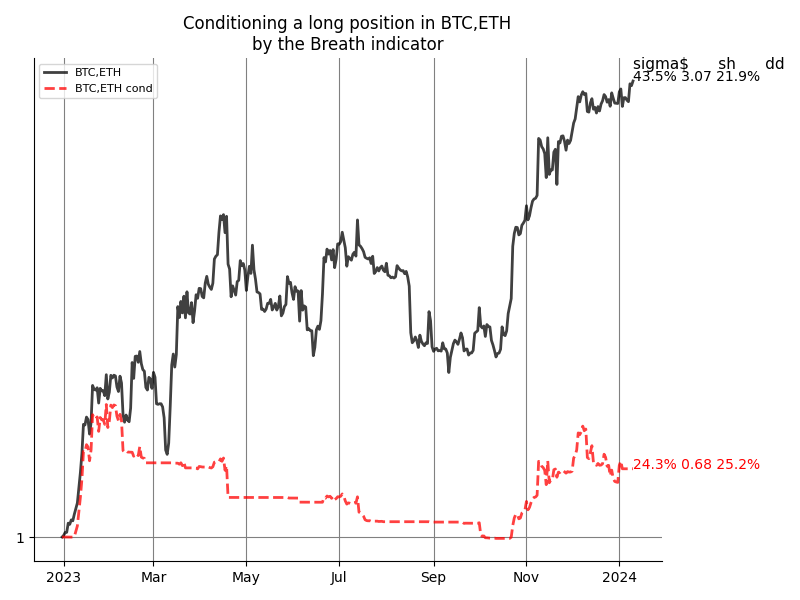 Conditioning a long position in BTC,ETH
by the Breath indicator
BTC,ETH
BTC,ETH cond
sigma$ sh dd
43.5% 3.07 21.9%
24.3% 0.68 25.2%
1
2023 Mar May Jul Sep Nov 2024